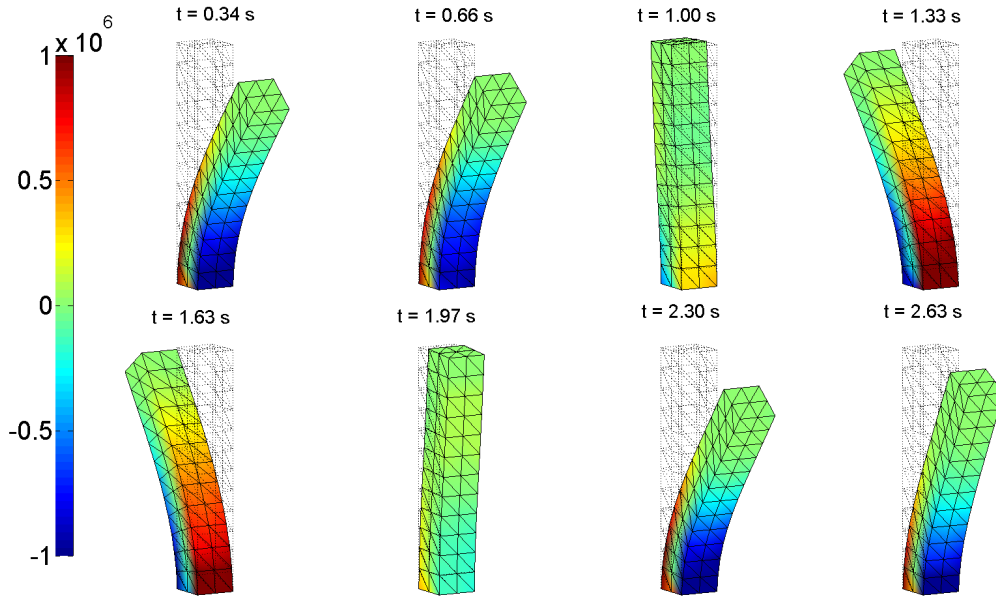 t = 0.34 s
t = 0.66 s
t = 1.00 s
t = 1.33 s
x 10^6
1
0.5
0
-0.5
-1
t = 1.63 s
t = 1.97 s
t = 2.30 s
t = 2.63 s